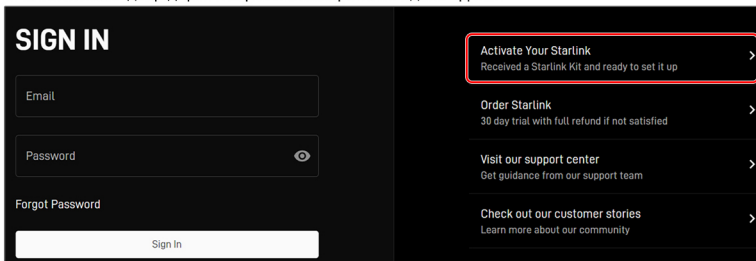 SIGN IN
Email
Password
Forgot Password
Sign In
Activate Your Starlink
Received a Starlink Kit and ready to set it up
Order Starlink
30 day trial with full refund if not satisfied
Visit our support center
Get guidance from our support team
Check out our customer stories
Learn more about our community